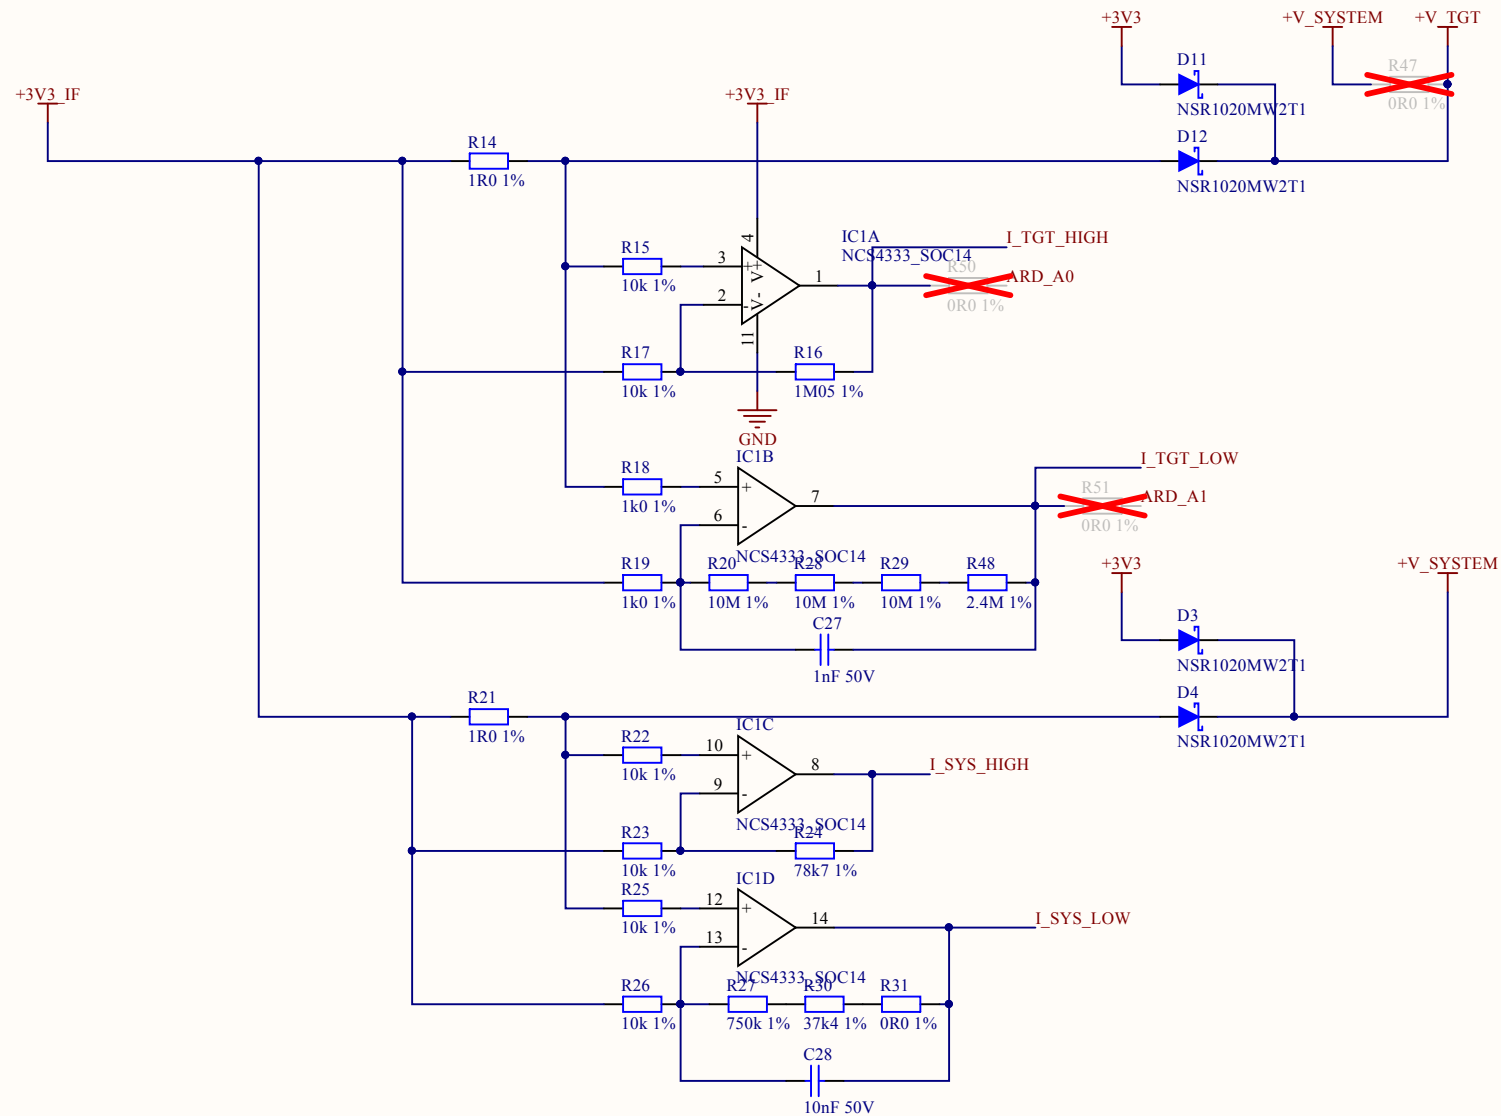 +3V3
+V_SYSTEM
+V_TGT
D11
R47
NSR1020MW2T1
0R0 1%
+3V3_IF
+3V3_IF
R14
1R0 1%
D12
NSR1020MW2T1
IC1A
NCS4333_SOC14
I_TGT_HIGH
R15
10k 1%
3
+
V+
4
2
-
V-
11
1
R50
0R0 1%
ARD_A0
R17
10k 1%
R16
1M05 1%
GND
IC1B
I_TGT_LOW
R18
1k0 1%
5
+
6
-
7
R51
0R0 1%
ARD_A1
NCS4333_SOC14
R19
1k0 1%
R20
10M 1%
R28
10M 1%
R29
10M 1%
R48
2.4M 1%
C27
1nF 50V
+3V3
+V_SYSTEM
D3
NSR1020MW2T1
D4
NSR1020MW2T1
R21
1R0 1%
IC1C
R22
10k 1%
10
+
9
-
8
I_SYS_HIGH
NCS4333_SOC14
R23
10k 1%
R24
78k7 1%
IC1D
R25
10k 1%
12
+
13
-
14
I_SYS_LOW
NCS4333_SOC14
R26
10k 1%
R27
750k 1%
R30
37k4 1%
R31
0R0 1%
C28
10nF 50V